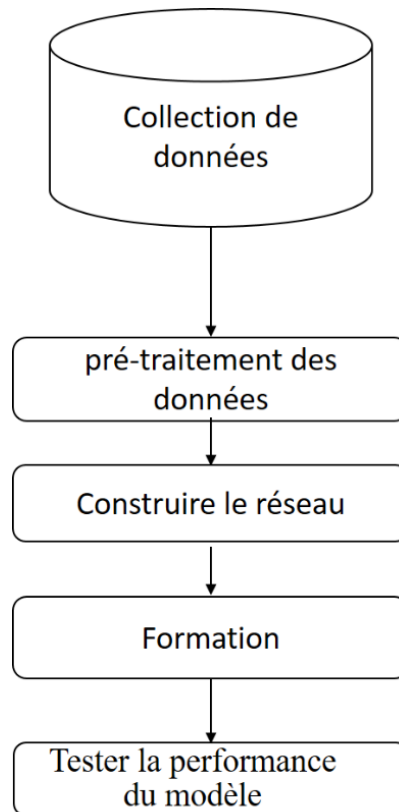 Collection de
données
pré-traitement des
données
Construire le réseau
Formation
Tester la performance
du modèle